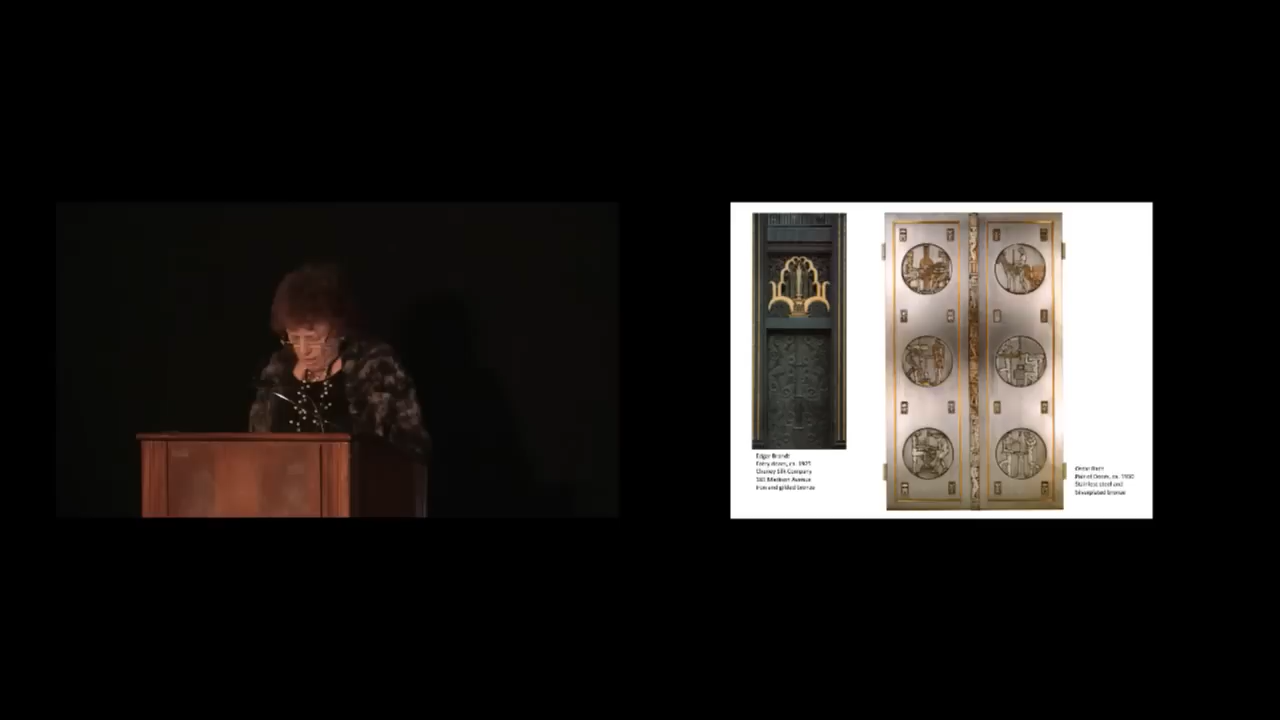 Edgar Brandt
Entry doors, ca. 1925
Cheney Silk Company
181 Madison Avenue
Iron and gilded bronze
Oscar Bach
Pair of Doors, ca. 1930
Stainless steel and
Silverplated bronze